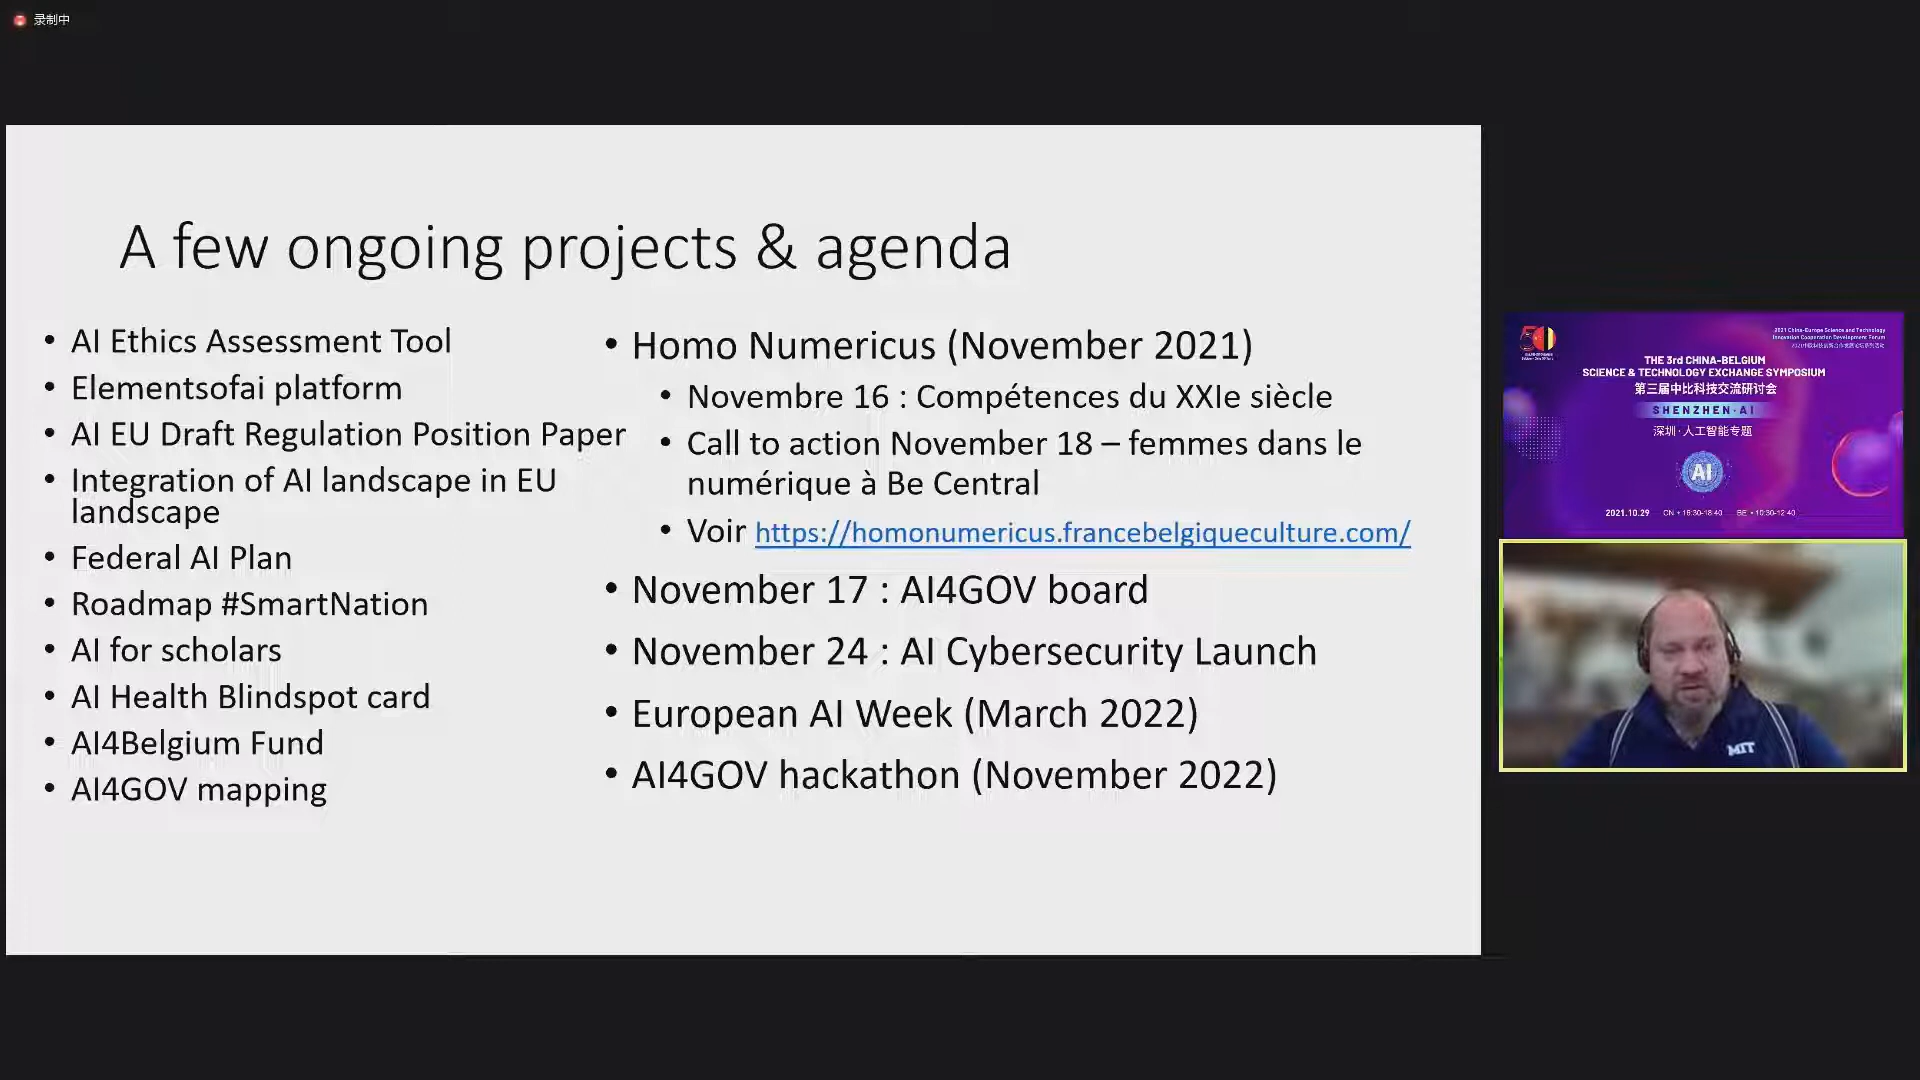 录制中
A few ongoing projects & agenda
• AI Ethics Assessment Tool
• Elementsofai platform
• AI EU Draft Regulation Position Paper
• Integration of AI landscape in EU
landscape
• Federal AI Plan
• Roadmap #SmartNation
• AI for scholars
• AI Health Blindspot card
• AI4Belgium Fund
• AI4GOV mapping
• Homo Numericus (November 2021)
• Novembre 16 : Compétences du XXIe siècle
• Call to action November 18 – femmes dans le
numérique à Be Central
• Voir https://homonumericus.francebelgiqueculture.com/
• November 17 : AI4GOV board
• November 24 : AI Cybersecurity Launch
• European AI Week (March 2022)
• AI4GOV hackathon (November 2022)
2021 China-Europe Science and Technology
Innovation Cooperation Development Forum
THE 3rd CHINA-BELGIUM
SCIENCE & TECHNOLOGY EXCHANGE SYMPOSIUM
第三届中比科技交流研讨会
SHENZHEN·AI
深圳·人工智能专题
AI
2021.10.29 CN • 16:30-18:40 BE • 10:30-12:40
MIT